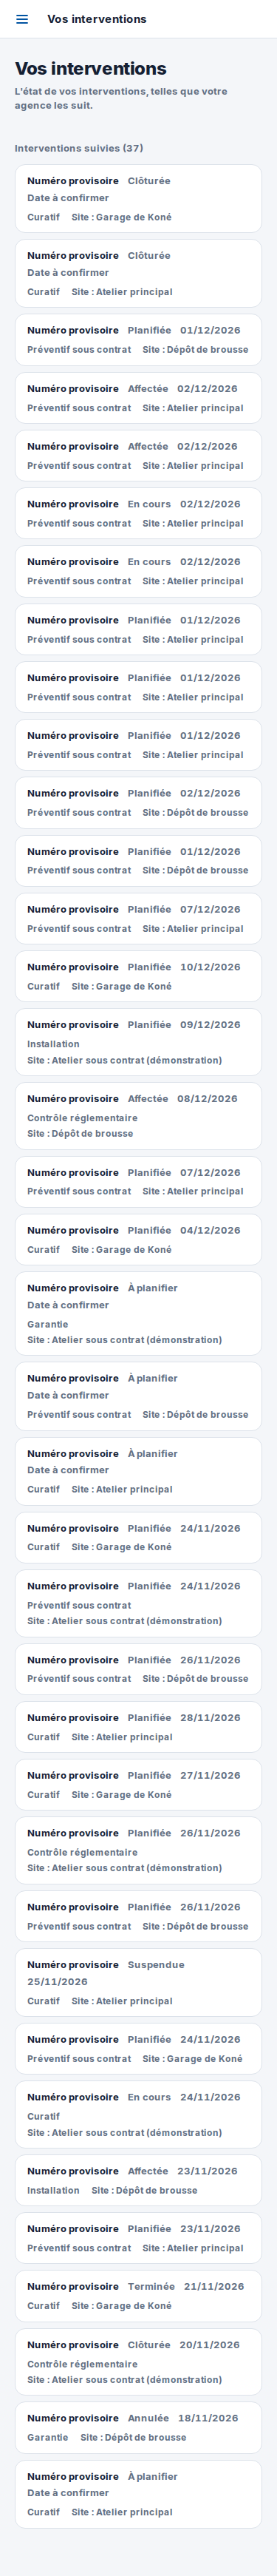 Vos interventions
Vos interventions
L'état de vos interventions, telles que votre
agence les suit.
Interventions suivies (37)
Numéro provisoire Clôturée
Date à confirmer
Curatif Site : Garage de Koné
Numéro provisoire Clôturée
Date à confirmer
Curatif Site : Atelier principal
Numéro provisoire Planifiée 01/12/2026
Préventif sous contrat Site : Dépôt de brousse
Numéro provisoire Affectée 02/12/2026
Préventif sous contrat Site : Atelier principal
Numéro provisoire Affectée 02/12/2026
Préventif sous contrat Site : Atelier principal
Numéro provisoire En cours 02/12/2026
Préventif sous contrat Site : Atelier principal
Numéro provisoire En cours 02/12/2026
Préventif sous contrat Site : Atelier principal
Numéro provisoire Planifiée 01/12/2026
Préventif sous contrat Site : Atelier principal
Numéro provisoire Planifiée 01/12/2026
Préventif sous contrat Site : Atelier principal
Numéro provisoire Planifiée 01/12/2026
Préventif sous contrat Site : Atelier principal
Numéro provisoire Planifiée 02/12/2026
Préventif sous contrat Site : Dépôt de brousse
Numéro provisoire Planifiée 01/12/2026
Préventif sous contrat Site : Dépôt de brousse
Numéro provisoire Planifiée 07/12/2026
Préventif sous contrat Site : Atelier principal
Numéro provisoire Planifiée 10/12/2026
Curatif Site : Garage de Koné
Numéro provisoire Planifiée 09/12/2026
Installation
Site : Atelier sous contrat (démonstration)
Numéro provisoire Affectée 08/12/2026
Contrôle réglementaire
Site : Dépôt de brousse
Numéro provisoire Planifiée 07/12/2026
Préventif sous contrat Site : Atelier principal
Numéro provisoire Planifiée 04/12/2026
Curatif Site : Garage de Koné
Numéro provisoire À planifier
Date à confirmer
Garantie
Site : Atelier sous contrat (démonstration)
Numéro provisoire À planifier
Date à confirmer
Préventif sous contrat Site : Dépôt de brousse
Numéro provisoire À planifier
Date à confirmer
Curatif Site : Atelier principal
Numéro provisoire Planifiée 24/11/2026
Curatif Site : Garage de Koné
Numéro provisoire Planifiée 24/11/2026
Préventif sous contrat
Site : Atelier sous contrat (démonstration)
Numéro provisoire Planifiée 26/11/2026
Préventif sous contrat Site : Dépôt de brousse
Numéro provisoire Planifiée 28/11/2026
Curatif Site : Atelier principal
Numéro provisoire Planifiée 27/11/2026
Curatif Site : Garage de Koné
Numéro provisoire Planifiée 26/11/2026
Contrôle réglementaire
Site : Atelier sous contrat (démonstration)
Numéro provisoire Planifiée 26/11/2026
Préventif sous contrat Site : Dépôt de brousse
Numéro provisoire Suspendue
25/11/2026
Curatif Site : Atelier principal
Numéro provisoire Planifiée 24/11/2026
Préventif sous contrat Site : Garage de Koné
Numéro provisoire En cours 24/11/2026
Curatif
Site : Atelier sous contrat (démonstration)
Numéro provisoire Affectée 23/11/2026
Installation Site : Dépôt de brousse
Numéro provisoire Planifiée 23/11/2026
Préventif sous contrat Site : Atelier principal
Numéro provisoire Terminée 21/11/2026
Curatif Site : Garage de Koné
Numéro provisoire Clôturée 20/11/2026
Contrôle réglementaire
Site : Atelier sous contrat (démonstration)
Numéro provisoire Annulée 18/11/2026
Garantie Site : Dépôt de brousse
Numéro provisoire À planifier
Date à confirmer
Curatif Site : Atelier principal